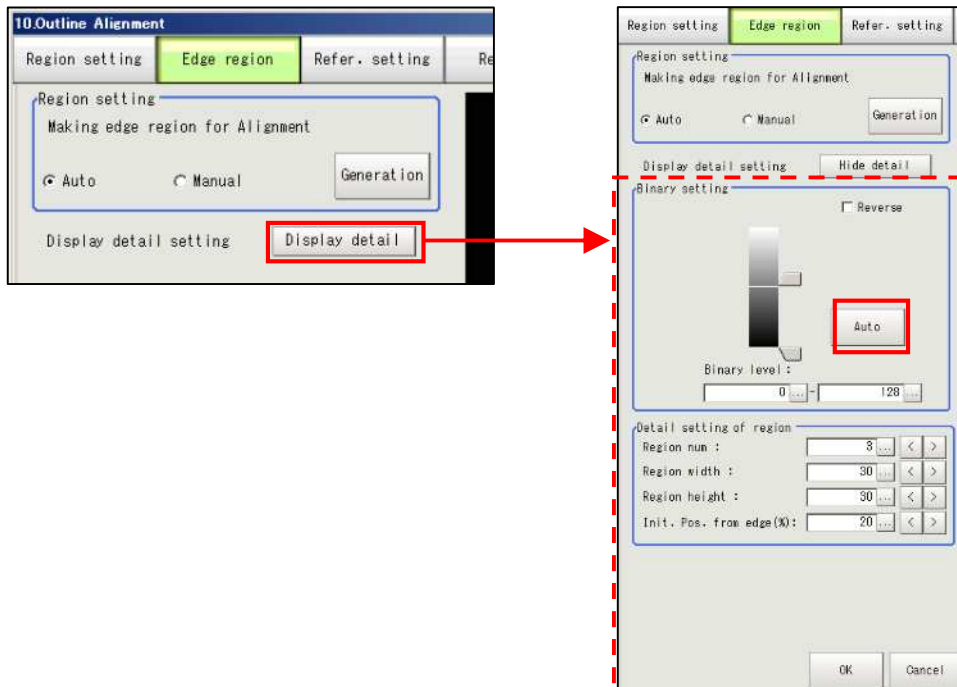 10.Outline Alignment
Region setting
Edge region
Refer. setting
Re
Region setting
Making edge region for Alignment
Auto
Manual
Generation
Display detail setting
Display detail
Region setting
Edge region
Refer. setting
Region setting
Making edge region for Alignment
Auto
Manual
Generation
Display detail setting
Hide detail
Binary setting
Reverse
Auto
Binary level :
0 ... - 128 ...
Detail setting of region
Region num : 3 ... < >
Region width : 30 ... < >
Region height : 30 ... < >
Init. Pos. from edge(%): 20 ... < >
OK
Cancel